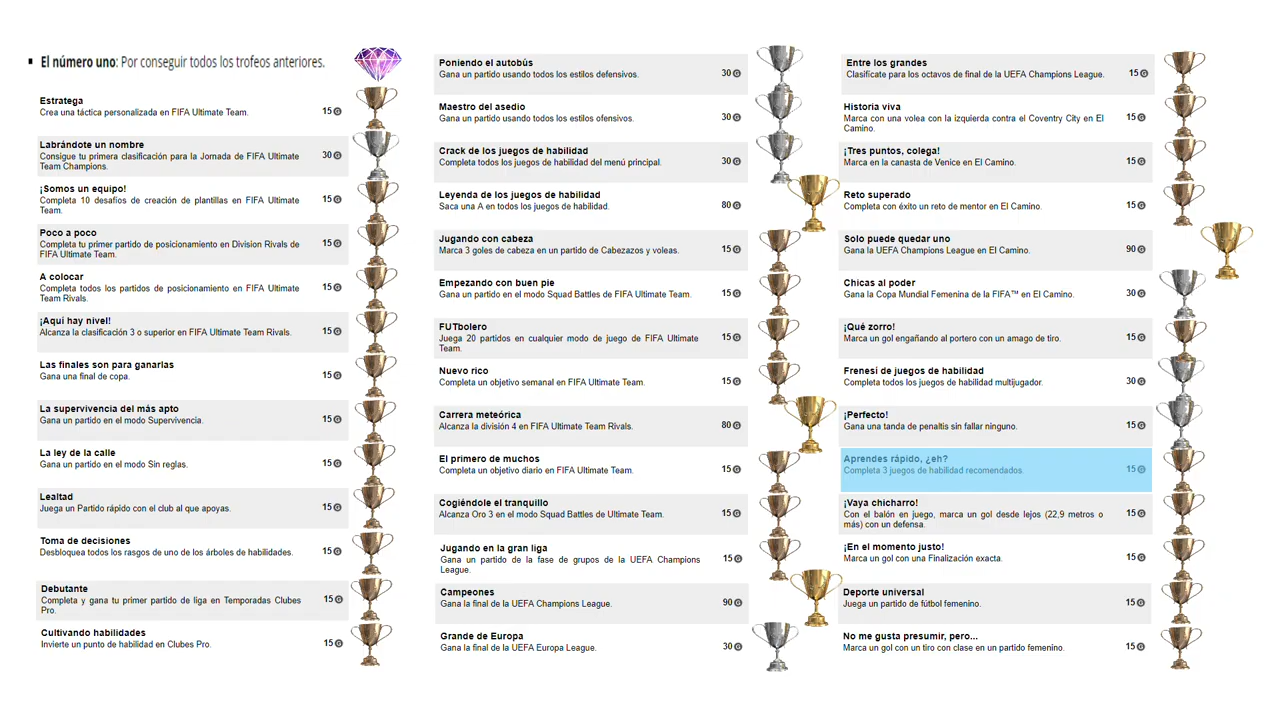 ▪ El número uno: Por conseguir todos los trofeos anteriores.
Estratega
Crea una táctica personalizada en FIFA Ultimate Team.
15 G
Labrándote un nombre
Consigue tu primera clasificación para la Jornada de FIFA Ultimate
Team Champions.
30 G
¡Somos un equipo!
Completa 10 desafíos de creación de plantillas en FIFA Ultimate
Team.
15 G
Poco a poco
Completa tu primer partido de posicionamiento en Division Rivals de
FIFA Ultimate Team.
15 G
A colocar
Completa todos los partidos de posicionamiento en FIFA Ultimate
Team Rivals.
15 G
¡Aquí hay nivel!
Alcanza la clasificación 3 o superior en FIFA Ultimate Team Rivals.
15 G
Las finales son para ganarlas
Gana una final de copa.
15 G
La supervivencia del más apto
Gana un partido en el modo Supervivencia.
15 G
La ley de la calle
Gana un partido en el modo Sin reglas.
15 G
Lealtad
Juega un Partido rápido con el club al que apoyas.
15 G
Toma de decisiones
Desbloquea todos los rasgos de uno de los árboles de habilidades.
15 G
Debutante
Completa y gana tu primer partido de liga en Temporadas Clubes
Pro.
15 G
Cultivando habilidades
Invierte un punto de habilidad en Clubes Pro.
15 G
Poniendo el autobús
Gana un partido usando todos los estilos defensivos.
30 G
Maestro del asedio
Gana un partido usando todos los estilos ofensivos.
30 G
Crack de los juegos de habilidad
Completa todos los juegos de habilidad del menú principal.
30 G
Leyenda de los juegos de habilidad
Saca una A en todos los juegos de habilidad.
80 G
Jugando con cabeza
Marca 3 goles de cabeza en un partido de Cabezazos y voleas.
15 G
Empezando con buen pie
Gana un partido en el modo Squad Battles de FIFA Ultimate Team.
15 G
FUTbolero
Juega 20 partidos en cualquier modo de juego de FIFA Ultimate
Team.
15 G
Nuevo rico
Completa un objetivo semanal en FIFA Ultimate Team.
15 G
Carrera meteórica
Alcanza la división 4 en FIFA Ultimate Team Rivals.
80 G
El primero de muchos
Completa un objetivo diario en FIFA Ultimate Team.
15 G
Cogiéndole el tranquillo
Alcanza Oro 3 en el modo Squad Battles de Ultimate Team.
15 G
Jugando en la gran liga
Gana un partido de la fase de grupos de la UEFA Champions
League.
15 G
Campeones
Gana la final de la UEFA Champions League.
90 G
Grande de Europa
Gana la final de la UEFA Europa League.
30 G
Entre los grandes
Clasifícate para los octavos de final de la UEFA Champions League.
15 G
Historia viva
Marca con una volea con la izquierda contra el Coventry City en El
Camino.
15 G
¡Tres puntos, colega!
Marca en la canasta de Venice en El Camino.
15 G
Reto superado
Completa con éxito un reto de mentor en El Camino.
15 G
Solo puede quedar uno
Gana la UEFA Champions League en El Camino.
90 G
Chicas al poder
Gana la Copa Mundial Femenina de la FIFA™ en El Camino.
30 G
¡Qué zorro!
Marca un gol engañando al portero con un amago de tiro.
15 G
Frenesí de juegos de habilidad
Completa todos los juegos de habilidad multijugador.
30 G
¡Perfecto!
Gana una tanda de penaltis sin fallar ninguno.
15 G
Aprendes rápido, ¿eh?
Completa 3 juegos de habilidad recomendados.
15 G
¡Vaya chicharro!
Con el balón en juego, marca un gol desde lejos (22,9 metros o
más) con un defensa.
15 G
¡En el momento justo!
Marca un gol con una Finalización exacta.
15 G
Deporte universal
Juega un partido de fútbol femenino.
15 G
No me gusta presumir, pero...
Marca un gol con un tiro con clase en un partido femenino.
15 G